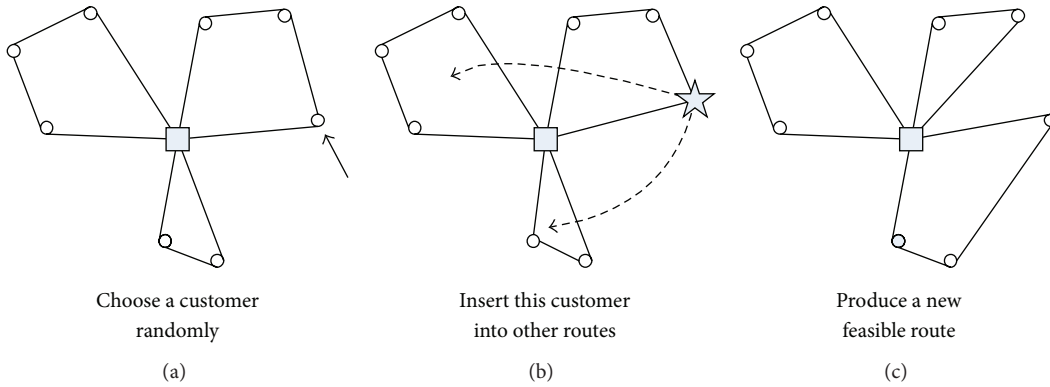 Choose a customer
randomly
(a)
Insert this customer
into other routes
(b)
Produce a new
feasible route
(c)